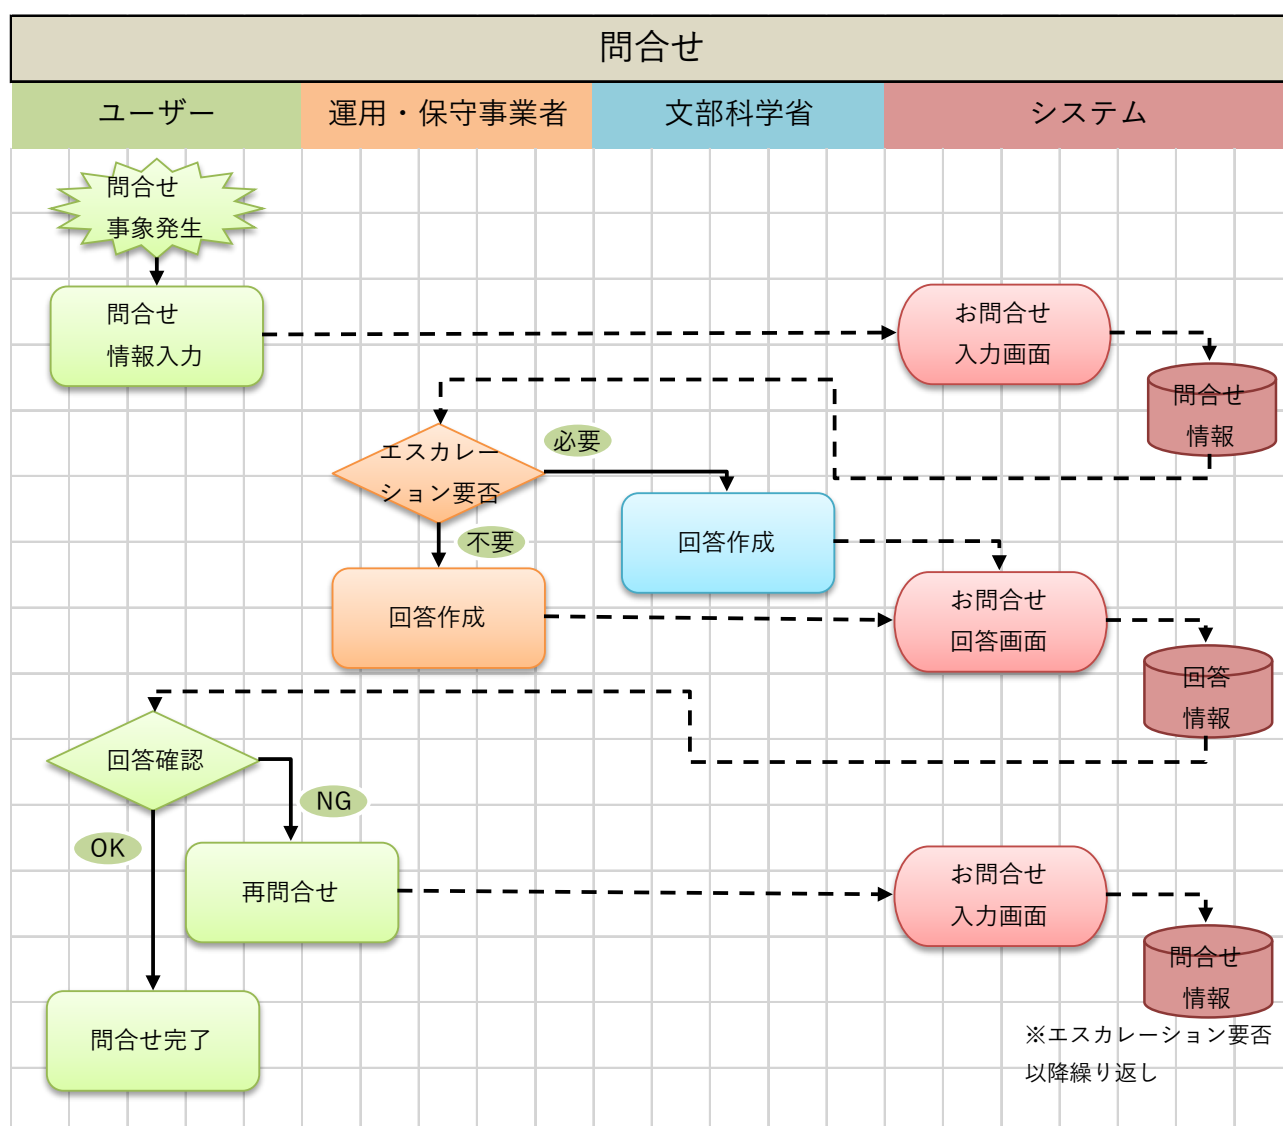 問合せ
ユーザー
運用・保守事業者
文部科学省
システム
問合せ
事象発生
問合せ
情報入力
お問合せ
入力画面
問合せ
情報
エスカレー
ション要否
必要
不要
回答作成
回答作成
お問合せ
回答画面
回答
情報
回答確認
NG
OK
再問合せ
お問合せ
入力画面
問合せ
情報
問合せ完了
※エスカレーション要否
以降繰り返し